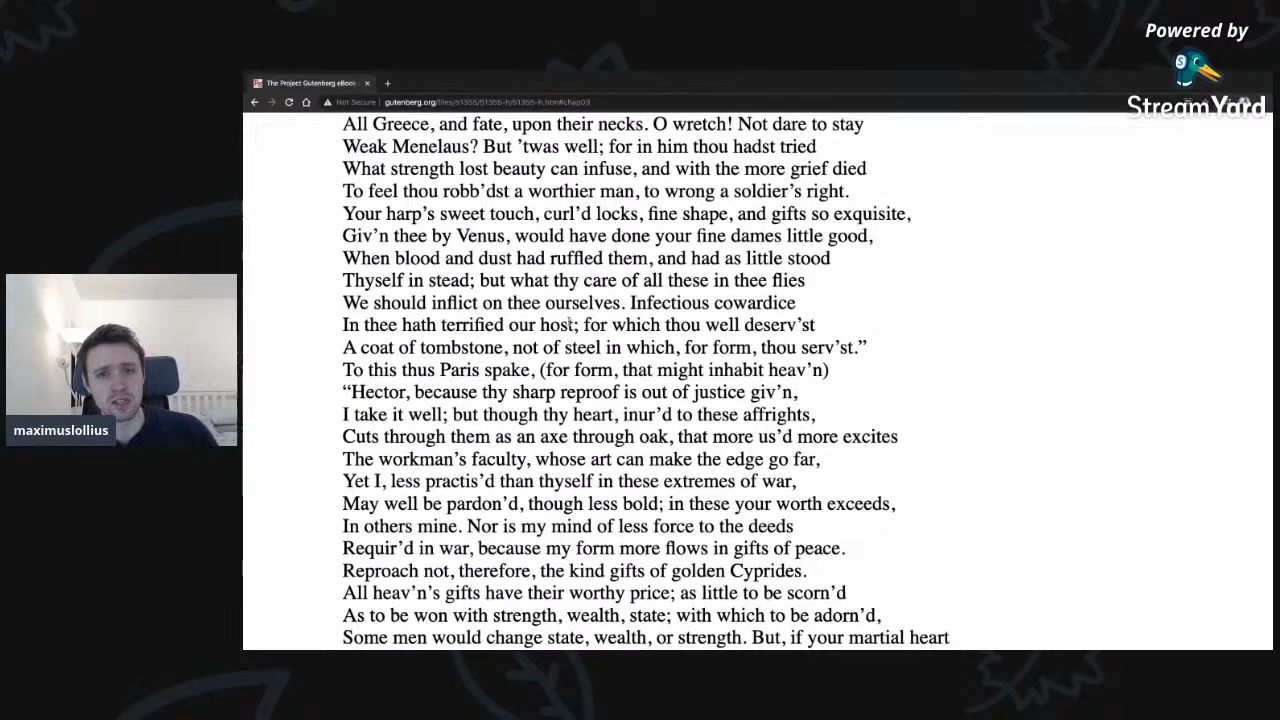 Powered by
StreamYard
The Project Gutenberg eBook
Not Secure | gutenberg.org/files/51355-h/51355-h.htm#chap03
All Greece, and fate, upon their necks. O wretch! Not dare to stay
Weak Menelaus? But ’twas well; for in him thou hadst tried
What strength lost beauty can infuse, and with the more grief died
To feel thou robb’dst a worthier man, to wrong a soldier’s right.
Your harp’s sweet touch, curl’d locks, fine shape, and gifts so exquisite,
Giv’n thee by Venus, would have done your fine dames little good,
When blood and dust had ruffled them, and had as little stood
Thyself in stead; but what thy care of all these in thee flies
We should inflict on thee ourselves. Infectious cowardice
In thee hath terrified our host; for which thou well deserv’st
A coat of tombstone, not of steel in which, for form, thou serv’st.”
To this thus Paris spake, (for form, that might inhabit heav’n)
“Hector, because thy sharp reproof is out of justice giv’n,
I take it well; but though thy heart, inur’d to these affrights,
Cuts through them as an axe through oak, that more us’d more excites
The workman’s faculty, whose art can make the edge go far,
Yet I, less practis’d than thyself in these extremes of war,
May well be pardon’d, though less bold; in these your worth exceeds,
In others mine. Nor is my mind of less force to the deeds
Requir’d in war, because my form more flows in gifts of peace.
Reproach not, therefore, the kind gifts of golden Cyprides.
All heav’n’s gifts have their worthy price; as little to be scorn’d
As to be won with strength, wealth, state; with which to be adorn’d,
Some men would change state, wealth, or strength. But, if your martial heart
maximuslollius